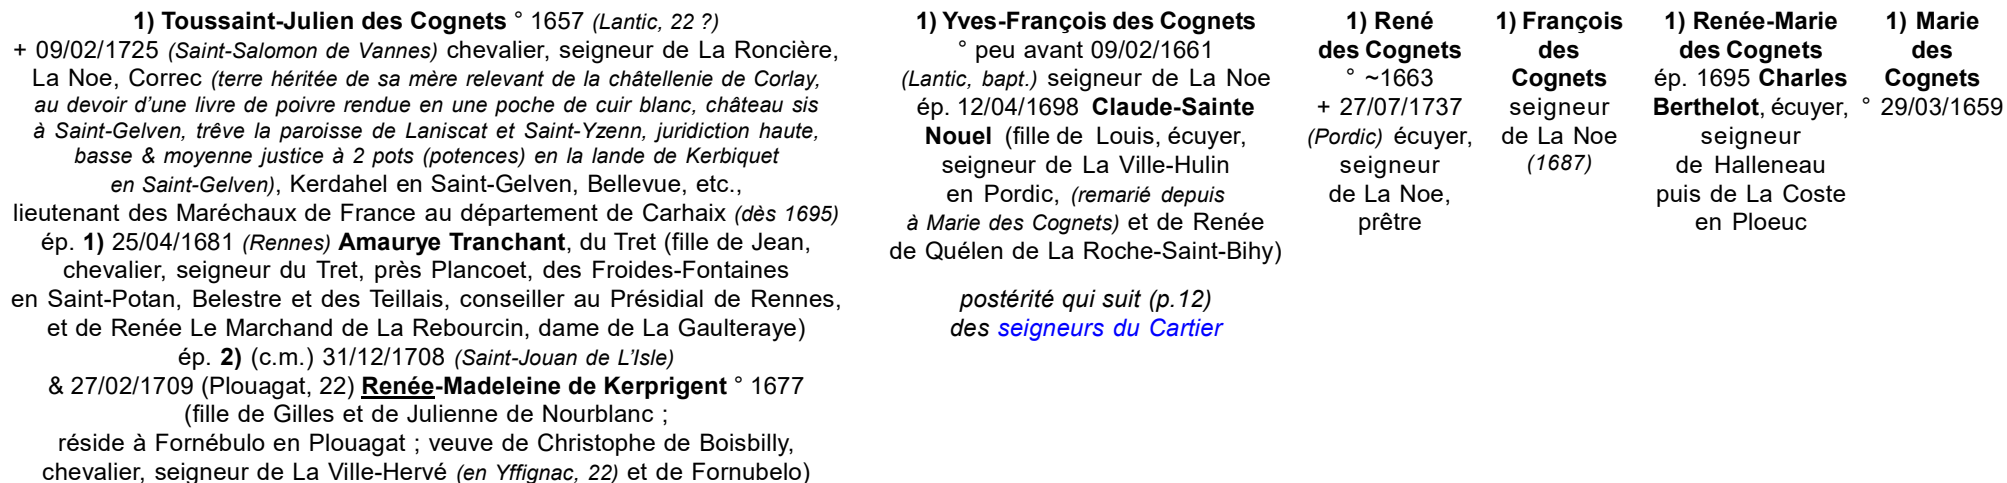 1) Toussaint-Julien des Cognets ° 1657 (Lantic, 22 ?)
+ 09/02/1725 (Saint-Salomon de Vannes) chevalier, seigneur de La Roncière,
La Noe, Correc (terre héritée de sa mère relevant de la châtellenie de Corlay,
au devoir d’une livre de poivre rendue en une poche de cuir blanc, château sis
à Saint-Gelven, trêve la paroisse de Laniscat et Saint-Yzenn, juridiction haute,
basse & moyenne justice à 2 pots (potences) en la lande de Kerbiquet
en Saint-Gelven), Kerdahel en Saint-Gelven, Bellevue, etc.,
lieutenant des Maréchaux de France au département de Carhaix (dès 1695)
ép. 1) 25/04/1681 (Rennes) Amaurye Tranchant, du Tret (fille de Jean,
chevalier, seigneur du Tret, près Plancoet, des Froides-Fontaines
en Saint-Potan, Belestre et des Teillais, conseiller au Présidial de Rennes,
et de Renée Le Marchand de La Rebourcin, dame de La Gaulteraye)
ép. 2) (c.m.) 31/12/1708 (Saint-Jouan de L’Isle)
& 27/02/1709 (Plouagat, 22) Renée-Madeleine de Kerprigent ° 1677
(fille de Gilles et de Julienne de Nourblanc ;
réside à Fornébulo en Plouagat ; veuve de Christophe de Boisbilly,
chevalier, seigneur de La Ville-Hervé (en Yffignac, 22) et de Fornubelo)
1) Yves-François des Cognets
° peu avant 09/02/1661
(Lantic, bapt.) seigneur de La Noe
ép. 12/04/1698 Claude-Sainte
Nouel (fille de Louis, écuyer,
seigneur de La Ville-Hulin
en Pordic, (remarié depuis
à Marie des Cognets) et de Renée
de Quélen de La Roche-Saint-Bihy)
postérité qui suit (p.12)
des seigneurs du Cartier
1) René
des Cognets
° ~1663
+ 27/07/1737
(Pordic) écuyer,
seigneur
de La Noe,
prêtre
1) François
des
Cognets
seigneur
de La Noe
(1687)
1) Renée-Marie
des Cognets
ép. 1695 Charles
Berthelot, écuyer,
seigneur
de Halleneau
puis de La Coste
en Ploeuc
1) Marie
des
Cognets
° 29/03/1659